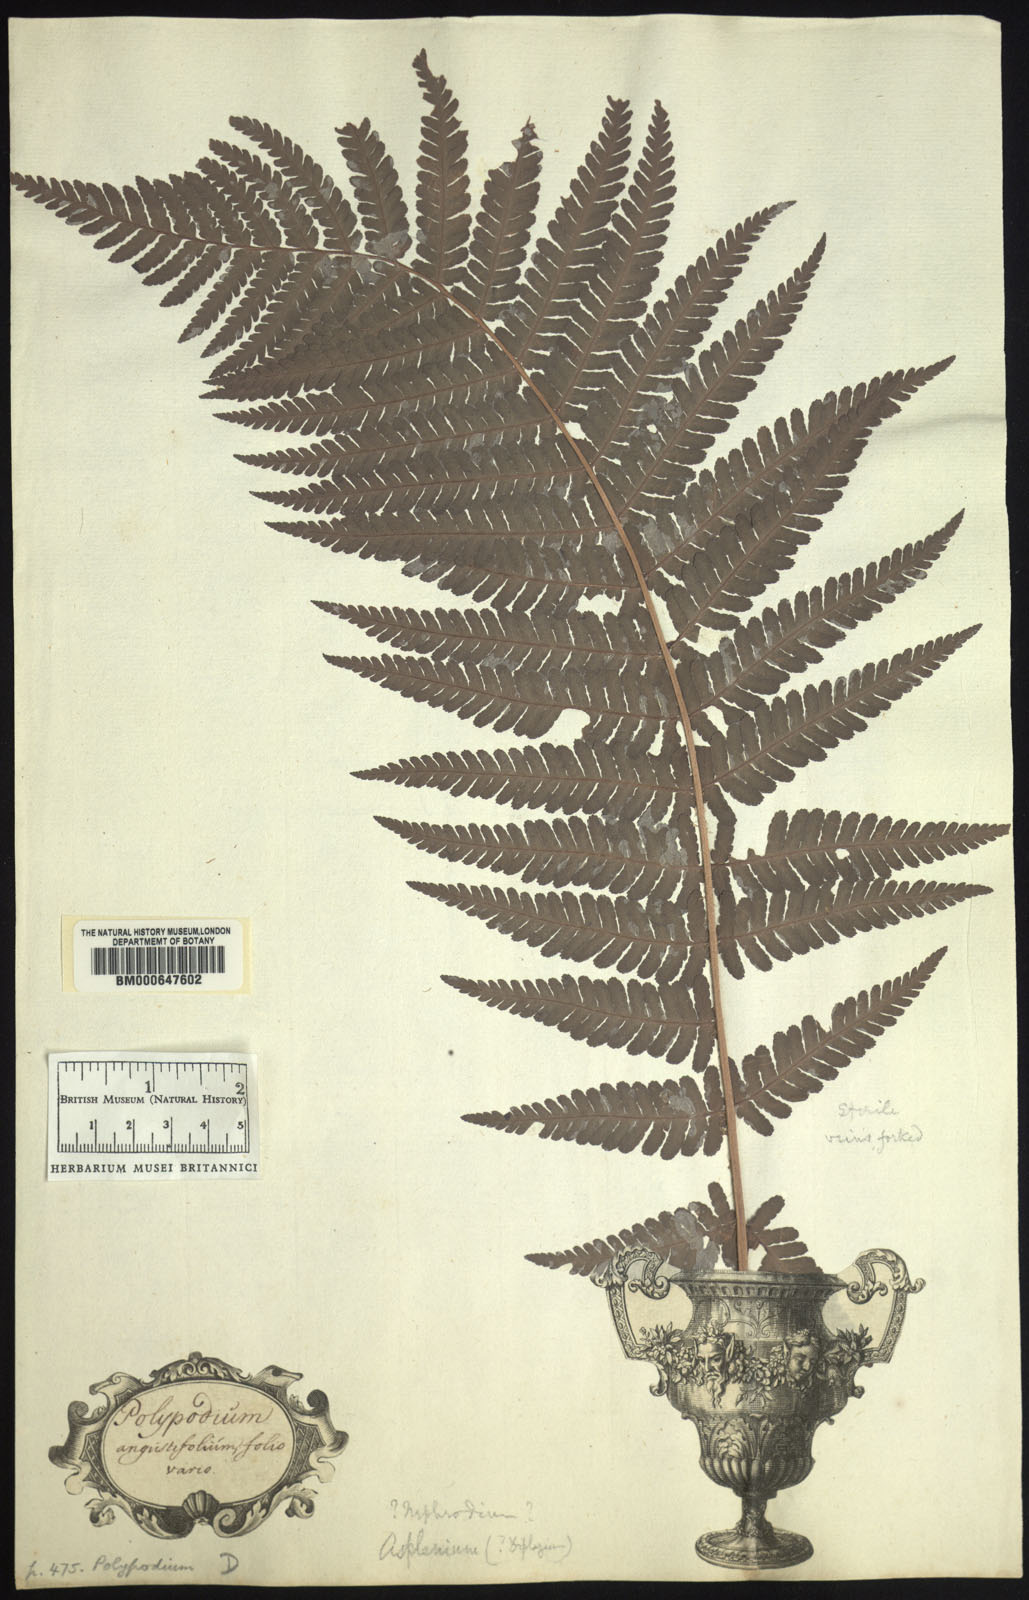 THE NATURAL HISTORY MUSEUM, LONDON
DEPARTMEMT OF BOTANY
BM000647602
1 2
BRITISH MUSEUM (NATURAL HISTORY)
1 2 3 4 5
HERBARIUM MUSEI BRITANNICI
Sterile
veins forked
Polypodium
angustifolium, folio
vario.
? Nephrodium ?
Asplenium (? Diplazium)
p. 475. Polypodium D